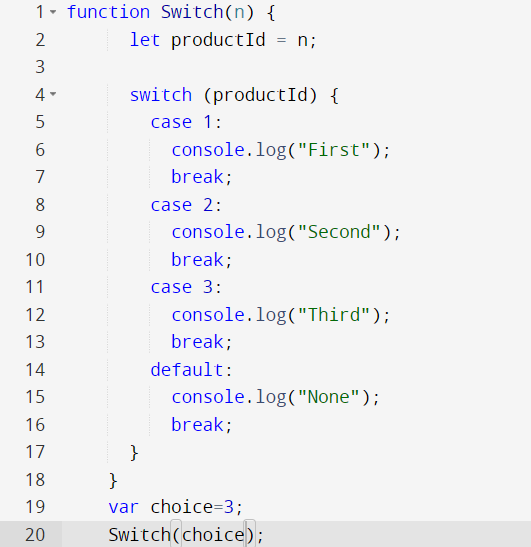 1 function Switch(n) {
2 let productId = n;
3
4 switch (productId) {
5 case 1:
6 console.log("First");
7 break;
8 case 2:
9 console.log("Second");
10 break;
11 case 3:
12 console.log("Third");
13 break;
14 default:
15 console.log("None");
16 break;
17 }
18 }
19 var choice=3;
20 Switch(choice);